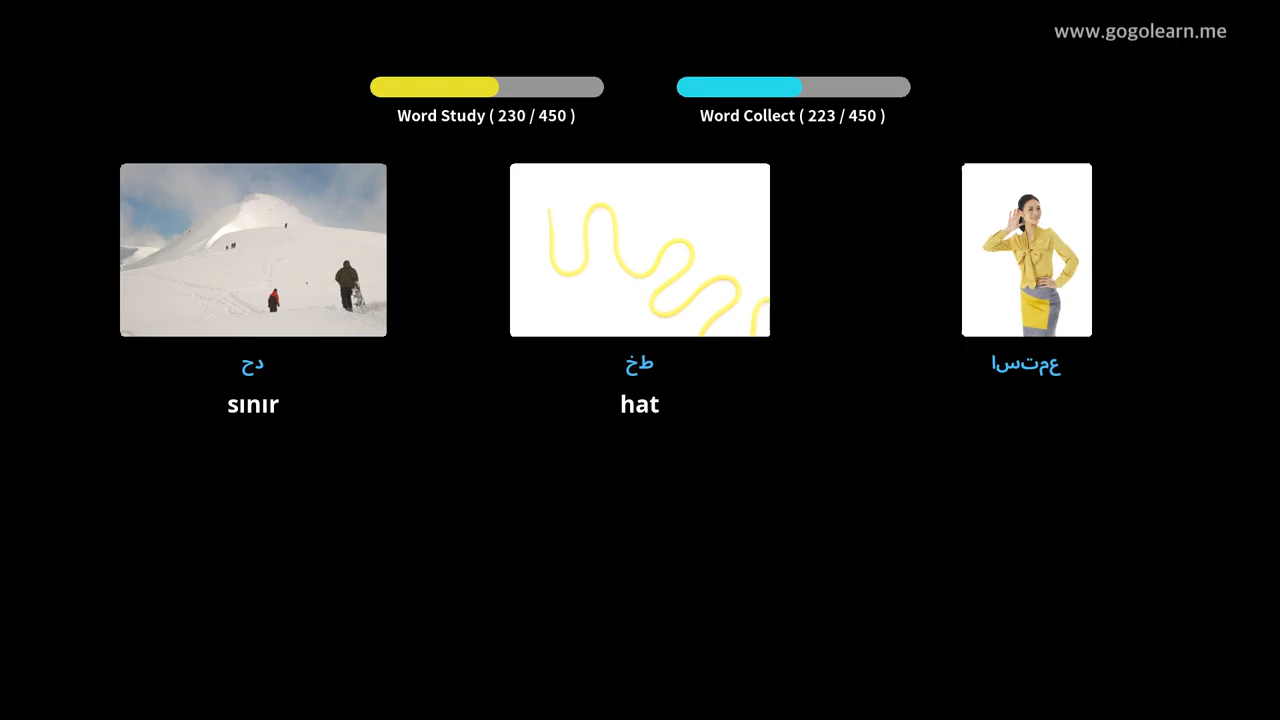 www.gogolearn.me
Word Study ( 230 / 450 )
Word Collect ( 223 / 450 )
حد
خط
استمع
sınır
hat